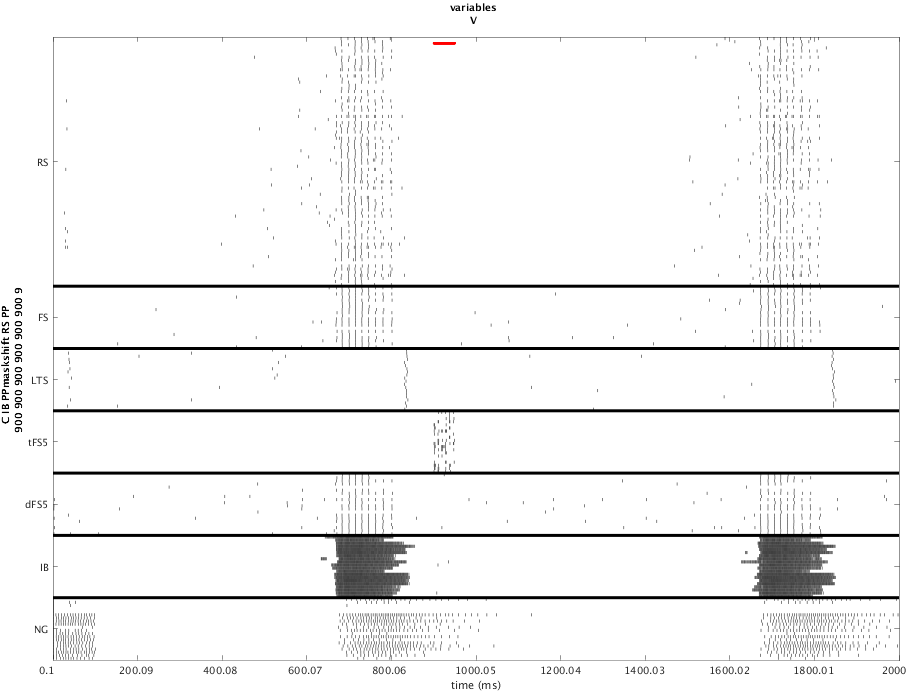 variables
V
RS
FS
LTS
tFS5
dFS5
IB
NG
C IB PPmaskshift RS PP
900 900 900 900 900 900 900 9
0.1 200.09 400.08 600.07 800.06 1000.05 1200.04 1400.03 1600.02 1800.01 2000
time (ms)